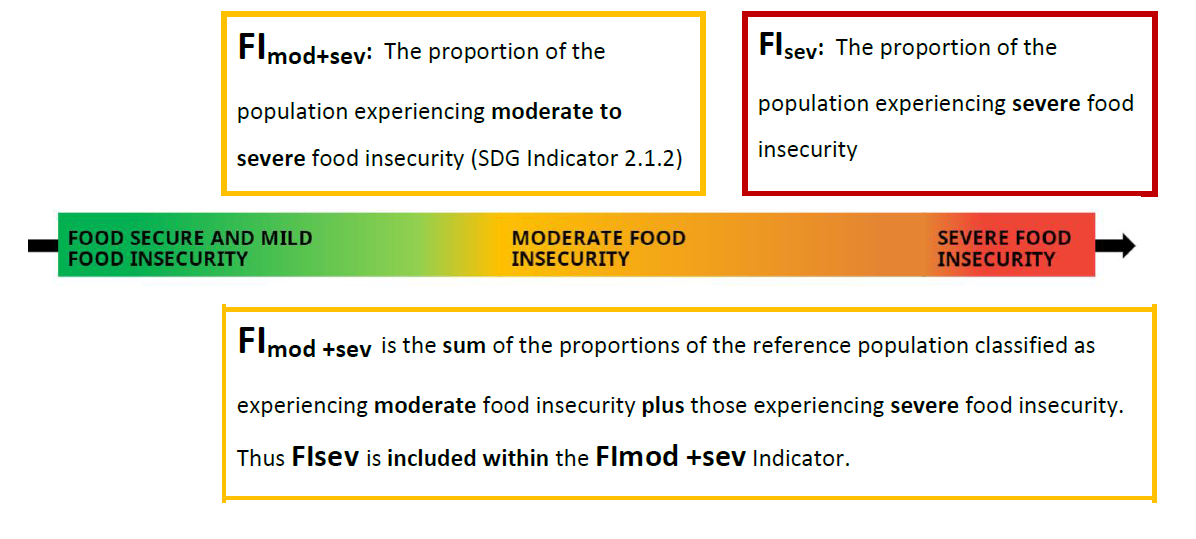 FImod+sev: The proportion of the
population experiencing moderate to
severe food insecurity (SDG Indicator 2.1.2)
FIsev: The proportion of the
population experiencing severe food
insecurity
FOOD SECURE AND MILD
FOOD INSECURITY
MODERATE FOOD
INSECURITY
SEVERE FOOD
INSECURITY
FImod +sev is the sum of the proportions of the reference population classified as
experiencing moderate food insecurity plus those experiencing severe food insecurity.
Thus FIsev is included within the FImod +sev Indicator.